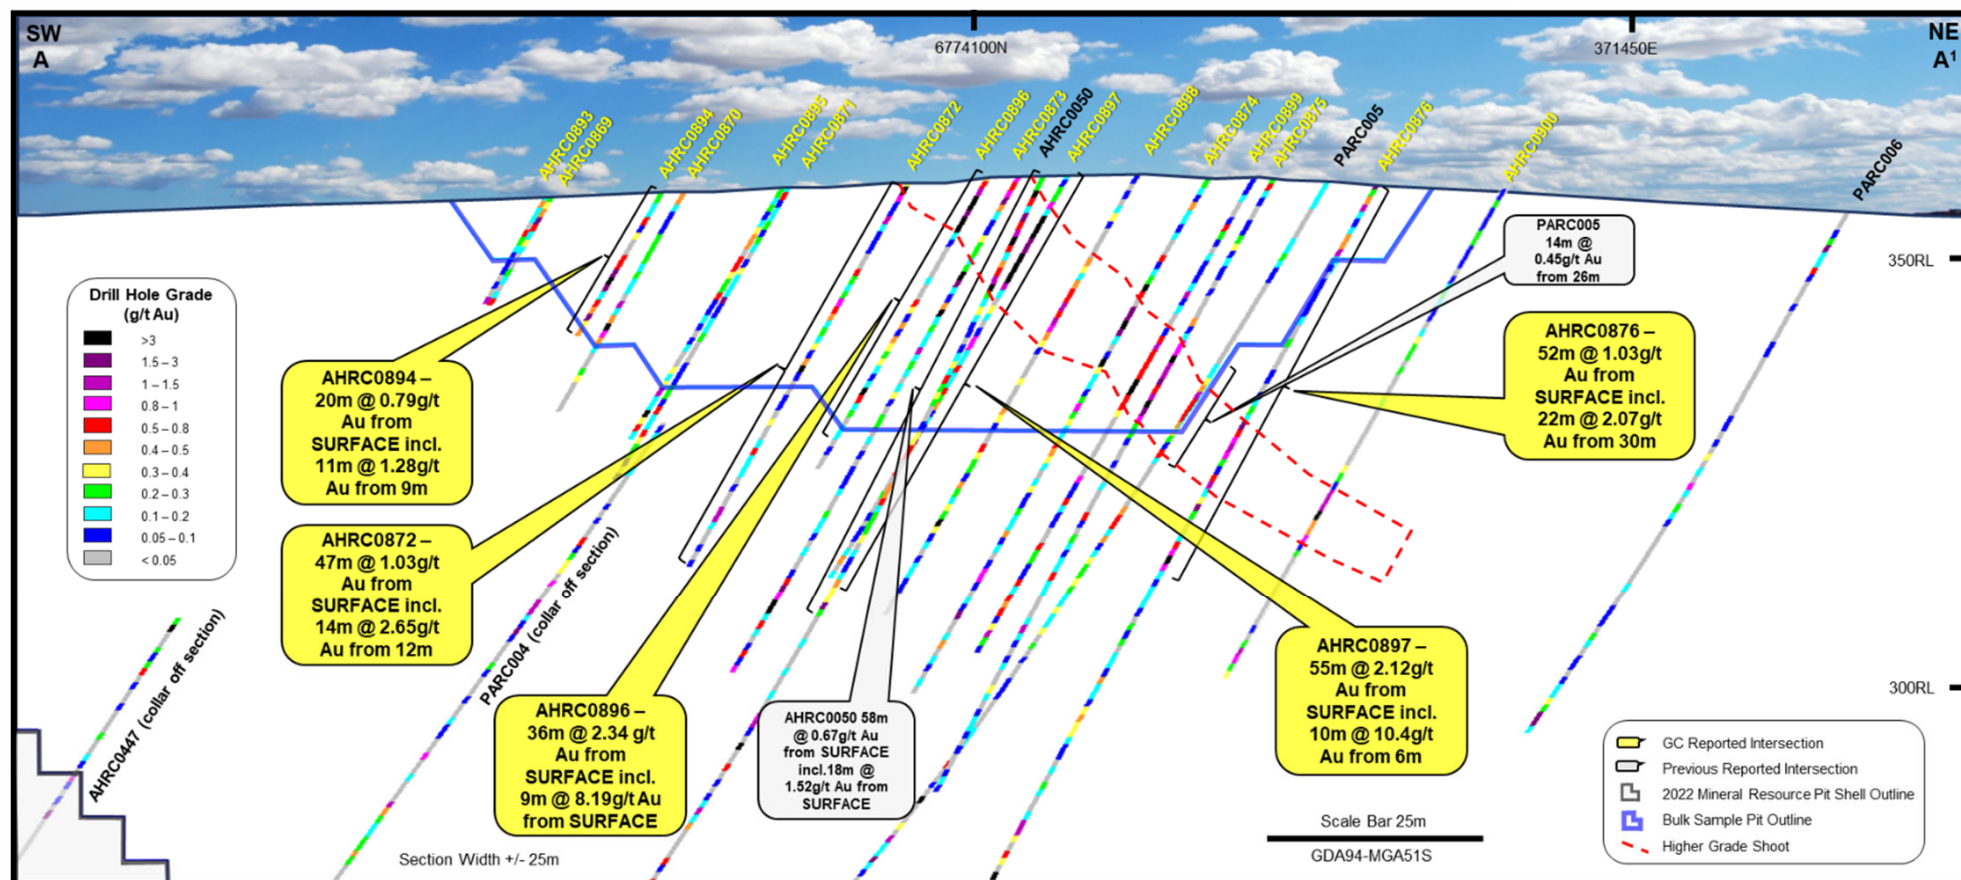 SW
A
6774100N
371450E
NE
A¹
AHRC0893
AHRC0869
AHRC0894
AHRC0870
AHRC0895
AHRC0871
AHRC0872
AHRC0896
AHRC0873
AHRC0050
AHRC0897
AHRC0898
AHRC0874
AHRC0899
AHRC0875
PARC005
AHRC0876
AHRC0900
PARC006
350RL
300RL
PARC005
14m @
0.45g/t Au
from 26m
Drill Hole Grade
(g/t Au)
>3
1.5 – 3
1 – 1.5
0.8 – 1
0.5 – 0.8
0.4 – 0.5
0.3 – 0.4
0.2 – 0.3
0.1 – 0.2
0.05 – 0.1
< 0.05
AHRC0894 –
20m @ 0.79g/t
Au from
SURFACE incl.
11m @ 1.28g/t
Au from 9m
AHRC0876 –
52m @ 1.03g/t
Au from
SURFACE incl.
22m @ 2.07g/t
Au from 30m
AHRC0872 –
47m @ 1.03g/t
Au from
SURFACE incl.
14m @ 2.65g/t
Au from 12m
AHRC0447 (collar off section)
PARC004 (collar off section)
AHRC0896 –
36m @ 2.34 g/t
Au from
SURFACE incl.
9m @ 8.19g/t Au
from SURFACE
AHRC0050 58m
@ 0.67g/t Au
from SURFACE
incl.18m @
1.52g/t Au from
SURFACE
AHRC0897 –
55m @ 2.12g/t
Au from
SURFACE incl.
10m @ 10.4g/t
Au from 6m
Section Width +/- 25m
Scale Bar 25m
GDA94-MGA51S
GC Reported Intersection
Previous Reported Intersection
2022 Mineral Resource Pit Shell Outline
Bulk Sample Pit Outline
Higher Grade Shoot